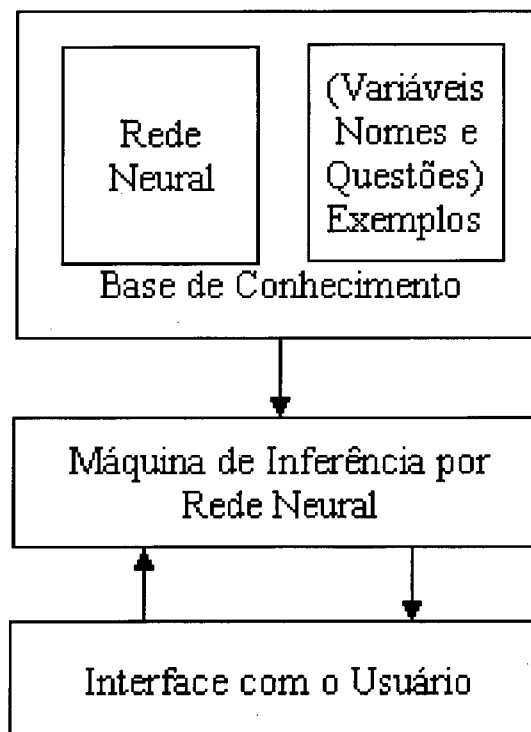 Rede
Neural
(Variáveis
Nomes e
Questões)
Exemplos
Base de Conhecimento
Máquina de Inferência por
Rede Neural
Interface com o Usuário